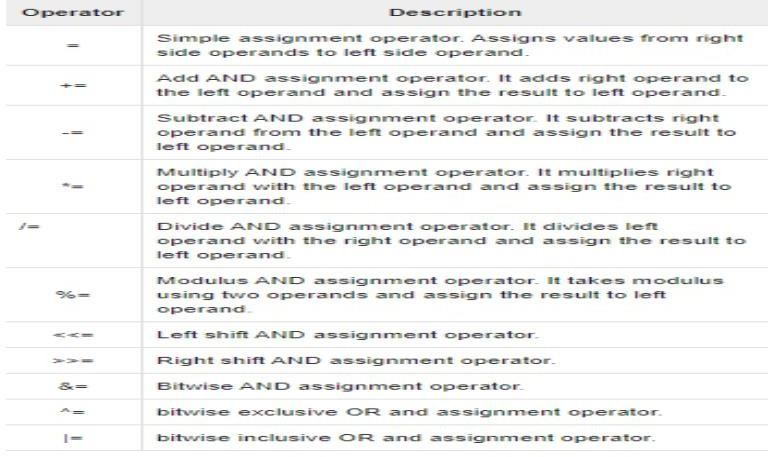 Operator Description
= Simple assignment operator. Assigns values from right
side operands to left side operand.
+= Add AND assignment operator. It adds right operand to
the left operand and assign the result to left operand.
-= Subtract AND assignment operator. It subtracts right
operand from the left operand and assign the result to
left operand.
*= Multiply AND assignment operator. It multiplies right
operand with the left operand and assign the result to
left operand.
/= Divide AND assignment operator. It divides left
operand with the right operand and assign the result to
left operand.
%= Modulus AND assignment operator. It takes modulus
using two operands and assign the result to left
operand.
<<= Left shift AND assignment operator.
>>= Right shift AND assignment operator.
&= Bitwise AND assignment operator.
^= bitwise exclusive OR and assignment operator.
|= bitwise inclusive OR and assignment operator.